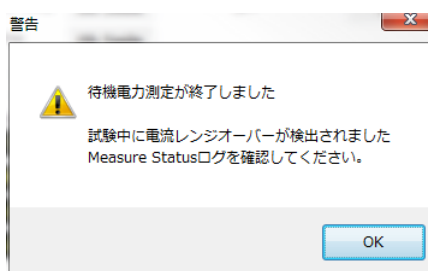 警告
待機電力測定が終了しました
試験中に電流レンジオーバーが検出されました
Measure Statusログを確認してください。
OK